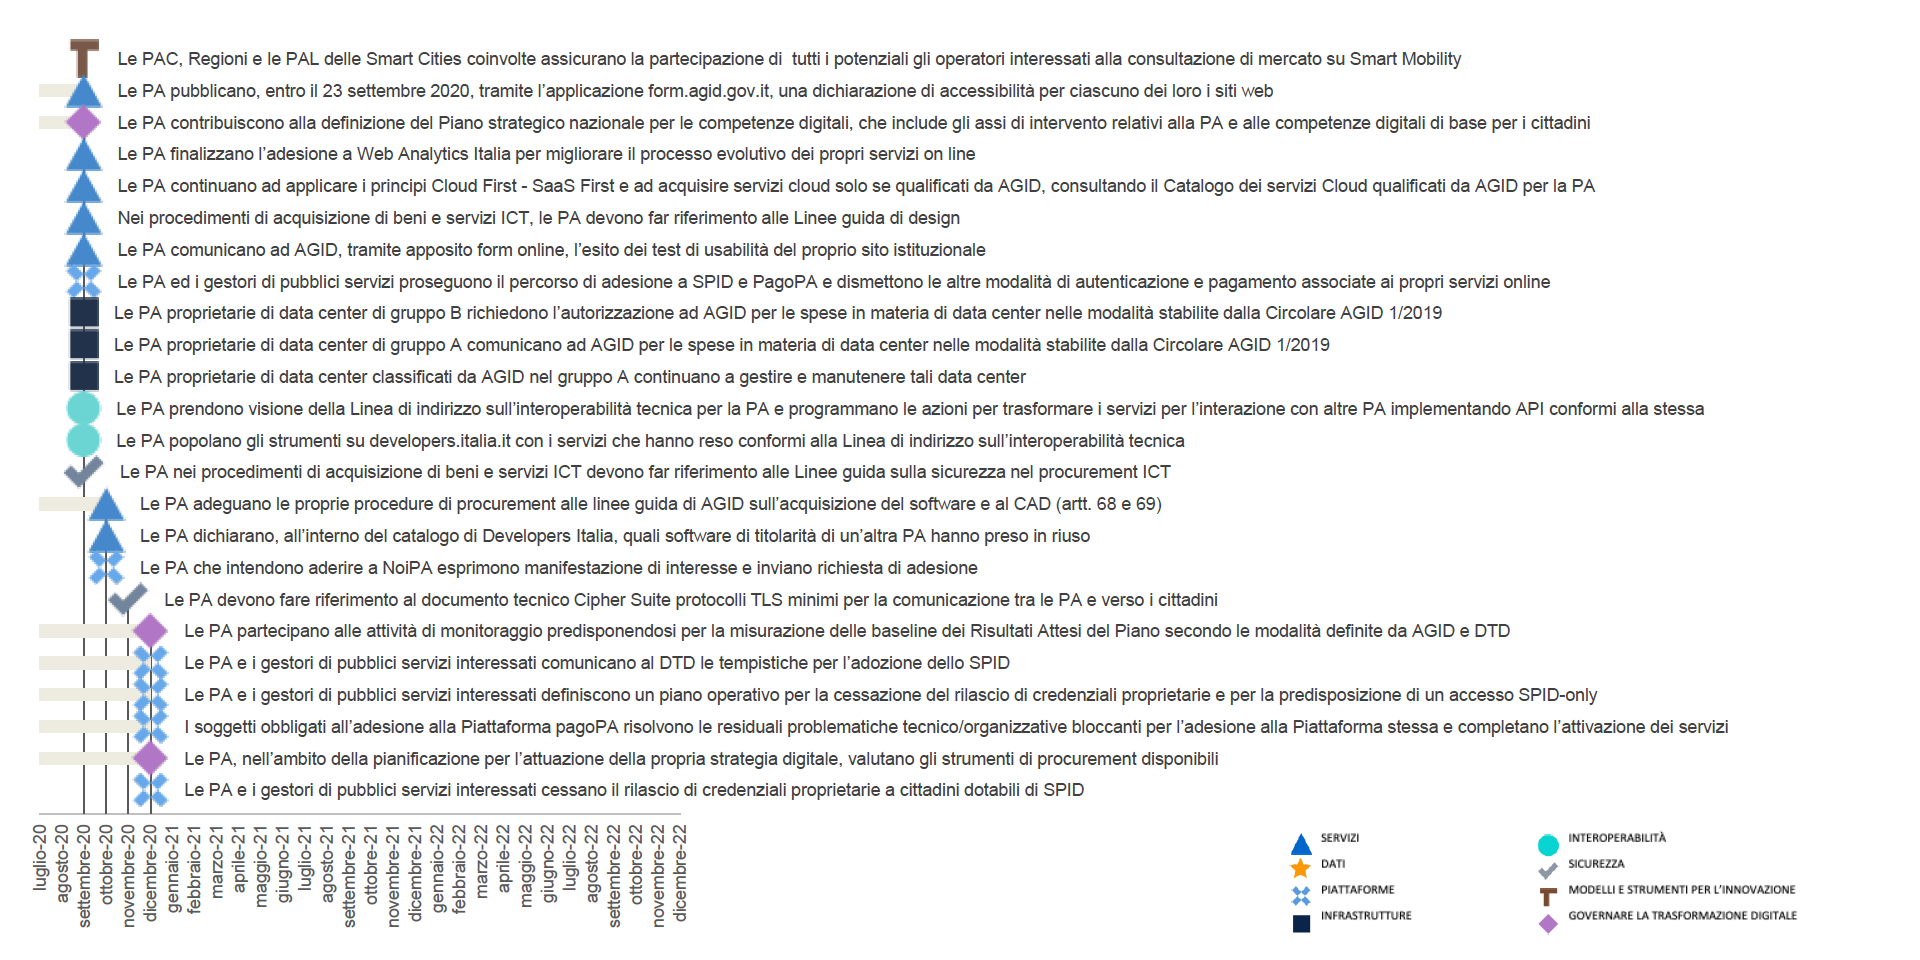 Le PAC, Regioni e le PAL delle Smart Cities coinvolte assicurano la partecipazione di  tutti i potenziali gli operatori interessati alla consultazione di mercato su Smart Mobility
Le PA pubblicano, entro il 23 settembre 2020, tramite l’applicazione form.agid.gov.it, una dichiarazione di accessibilità per ciascuno dei loro i siti web
Le PA contribuiscono alla definizione del Piano strategico nazionale per le competenze digitali, che include gli assi di intervento relativi alla PA e alle competenze digitali di base per i cittadini
Le PA finalizzano l’adesione a Web Analytics Italia per migliorare il processo evolutivo dei propri servizi on line
Le PA continuano ad applicare i principi Cloud First - SaaS First e ad acquisire servizi cloud solo se qualificati da AGID, consultando il Catalogo dei servizi Cloud qualificati da AGID per la PA
Nei procedimenti di acquisizione di beni e servizi ICT, le PA devono far riferimento alle Linee guida di design
Le PA comunicano ad AGID, tramite apposito form online, l’esito dei test di usabilità del proprio sito istituzionale
Le PA ed i gestori di pubblici servizi proseguono il percorso di adesione a SPID e PagoPA e dismettono le altre modalità di autenticazione e pagamento associate ai propri servizi online
Le PA proprietarie di data center di gruppo B richiedono l’autorizzazione ad AGID per le spese in materia di data center nelle modalità stabilite dalla Circolare AGID 1/2019
Le PA proprietarie di data center di gruppo A comunicano ad AGID per le spese in materia di data center nelle modalità stabilite dalla Circolare AGID 1/2019
Le PA proprietarie di data center classificati da AGID nel gruppo A continuano a gestire e manutenere tali data center
Le PA prendono visione della Linea di indirizzo sull’interoperabilità tecnica per la PA e programmano le azioni per trasformare i servizi per l’interazione con altre PA implementando API conformi alla stessa
Le PA popolano gli strumenti su developers.italia.it con i servizi che hanno reso conformi alla Linea di indirizzo sull’interoperabilità tecnica
Le PA nei procedimenti di acquisizione di beni e servizi ICT devono far riferimento alle Linee guida sulla sicurezza nel procurement ICT
Le PA adeguano le proprie procedure di procurement alle linee guida di AGID sull’acquisizione del software e al CAD (artt. 68 e 69)
Le PA dichiarano, all’interno del catalogo di Developers Italia, quali software di titolarità di un’altra PA hanno preso in riuso
Le PA che intendono aderire a NoiPA esprimono manifestazione di interesse e inviano richiesta di adesione
Le PA devono fare riferimento al documento tecnico Cipher Suite protocolli TLS minimi per la comunicazione tra le PA e verso i cittadini
Le PA partecipano alle attività di monitoraggio predisponendosi per la misurazione delle baseline dei Risultati Attesi del Piano secondo le modalità definite da AGID e DTD
Le PA e i gestori di pubblici servizi interessati comunicano al DTD le tempistiche per l’adozione dello SPID
Le PA e i gestori di pubblici servizi interessati definiscono un piano operativo per la cessazione del rilascio di credenziali proprietarie e per la predisposizione di un accesso SPID-only
I soggetti obbligati all’adesione alla Piattaforma pagoPA risolvono le residuali problematiche tecnico/organizzative bloccanti per l’adesione alla Piattaforma stessa e completano l’attivazione dei servizi
Le PA, nell’ambito della pianificazione per l’attuazione della propria strategia digitale, valutano gli strumenti di procurement disponibili
Le PA e i gestori di pubblici servizi interessati cessano il rilascio di credenziali proprietarie a cittadini dotabili di SPID
luglio-20
agosto-20
settembre-20
ottobre-20
novembre-20
dicembre-20
gennaio-21
febbraio-21
marzo-21
aprile-21
maggio-21
giugno-21
luglio-21
agosto-21
settembre-21
ottobre-21
novembre-21
dicembre-21
gennaio-22
febbraio-22
marzo-22
aprile-22
maggio-22
giugno-22
luglio-22
agosto-22
settembre-22
ottobre-22
novembre-22
dicembre-22
SERVIZI
DATI
PIATTAFORME
INFRASTRUTTURE
INTEROPERABILITÀ
SICUREZZA
MODELLI E STRUMENTI PER L’INNOVAZIONE
GOVERNARE LA TRASFORMAZIONE DIGITALE